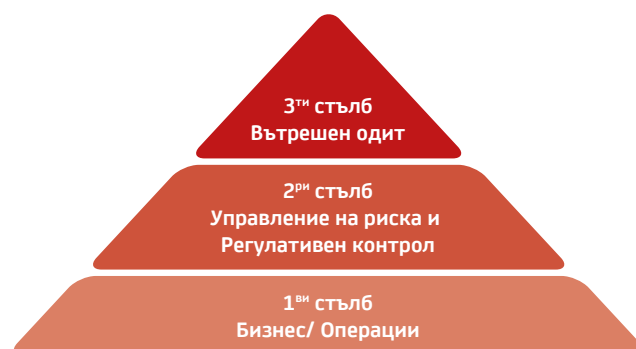 3ти стълб
Вътрешен одит
2ри стълб
Управление на риска и
Регулативен контрол
1ви стълб
Бизнес/ Операции